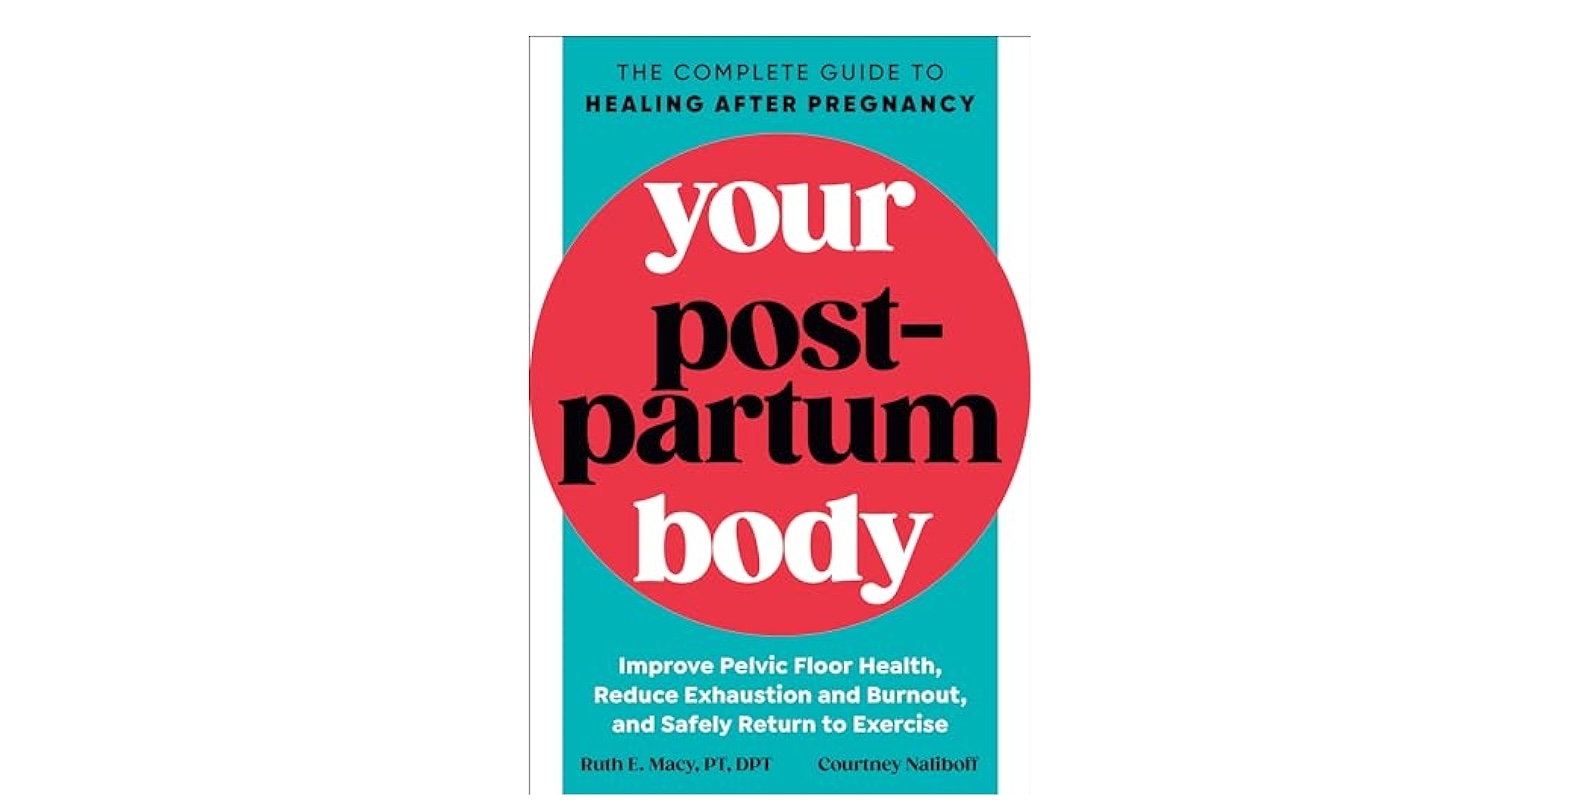 THE COMPLETE GUIDE TO
HEALING AFTER PREGNANCY
your
post-
partum
body
Improve Pelvic Floor Health,
Reduce Exhaustion and Burnout,
and Safely Return to Exercise
Ruth E. Macy, PT, DPT Courtney Naliboff